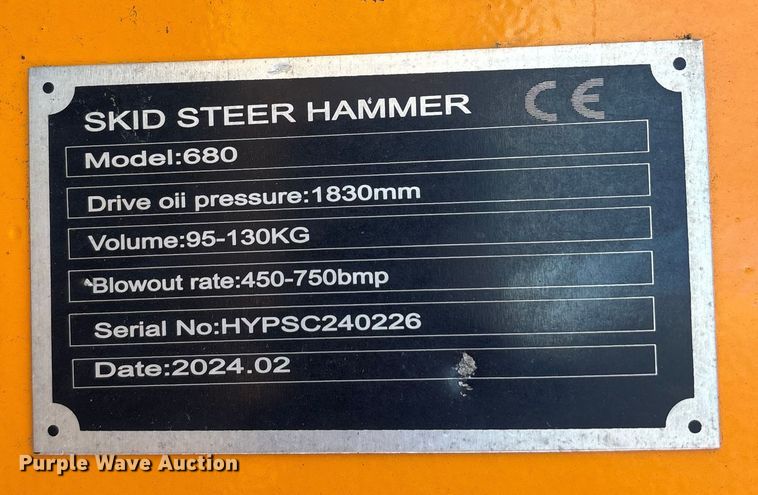 SKID STEER HAMMER CE
Model:680
Drive oii pressure:1830mm
Volume:95-130KG
Blowout rate:450-750bmp
Serial No:HYPSC240226
Date:2024.02
Purple Wave Auction